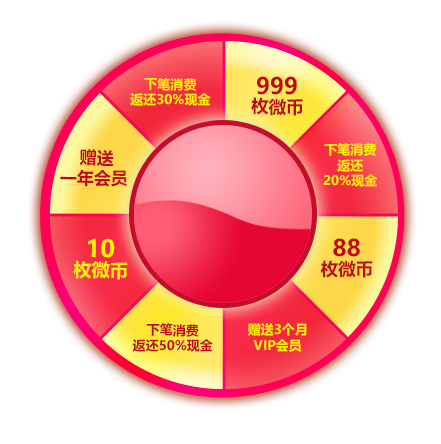 下笔消费
返还30%现金
999
枚微币
下笔消费
返还
20%现金
88
枚微币
赠送3个月
VIP会员
下笔消费
返还50%现金
10
枚微币
赠送
一年会员